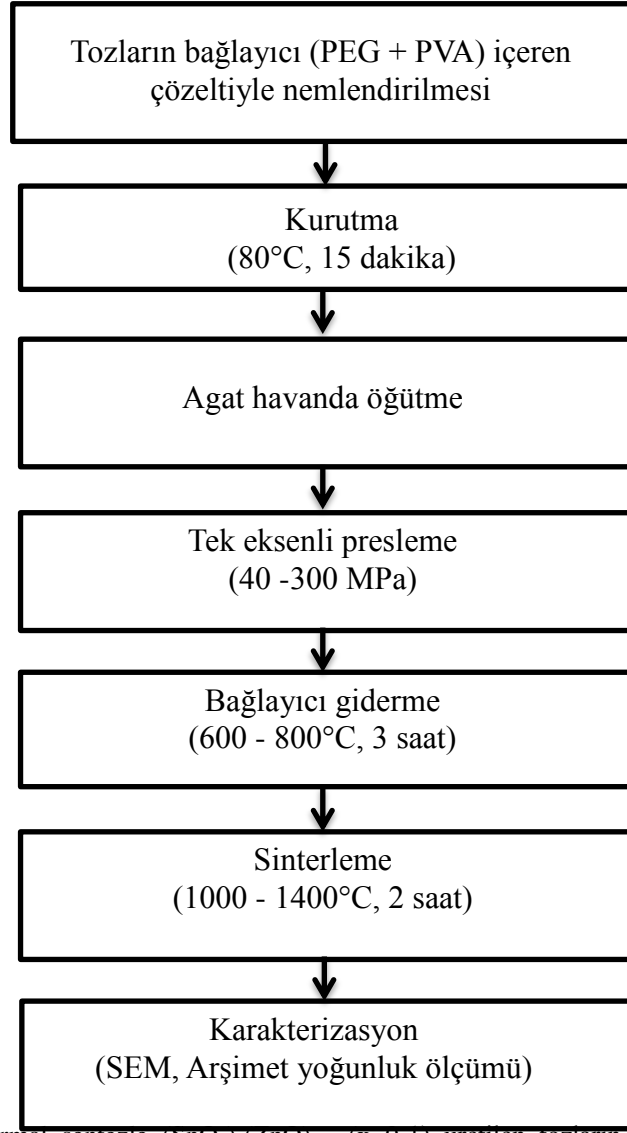 Tozların bağlayıcı (PEG + PVA) içeren
çözeltiyle nemlendirilmesi
Kurutma
(80°C, 15 dakika)
Agat havanda öğütme
Tek eksenli presleme
(40 -300 MPa)
Bağlayıcı giderme
(600 - 800°C, 3 saat)
Sinterleme
(1000 - 1400°C, 2 saat)
Karakterizasyon
(SEM, Arşimet yoğunluk ölçümü)